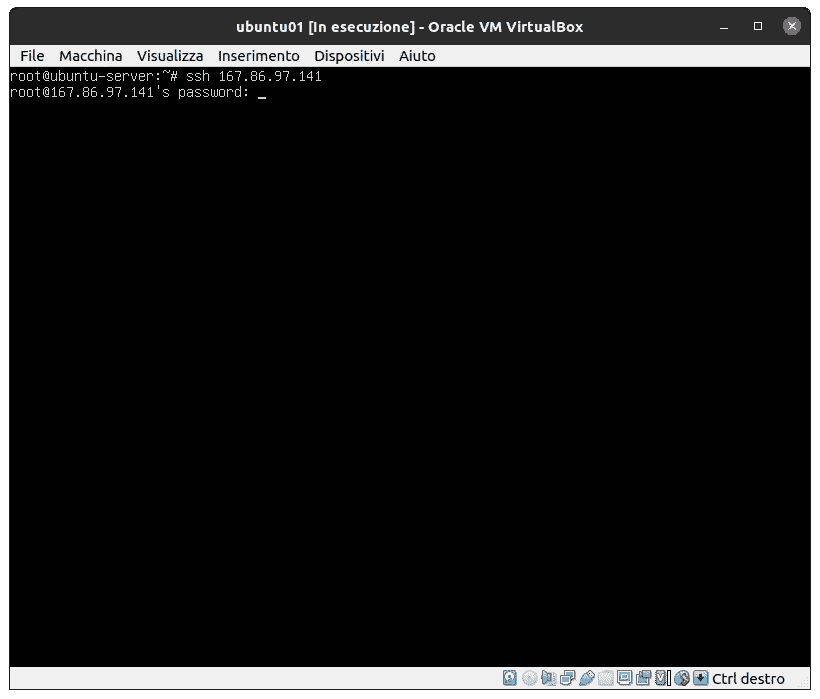 ubuntu01 [In esecuzione] - Oracle VM VirtualBox
File Macchina Visualizza Inserimento Dispositivi Aiuto
root@ubuntu-server:~# ssh 167.86.97.141
root@167.86.97.141's password: _
Ctrl destro